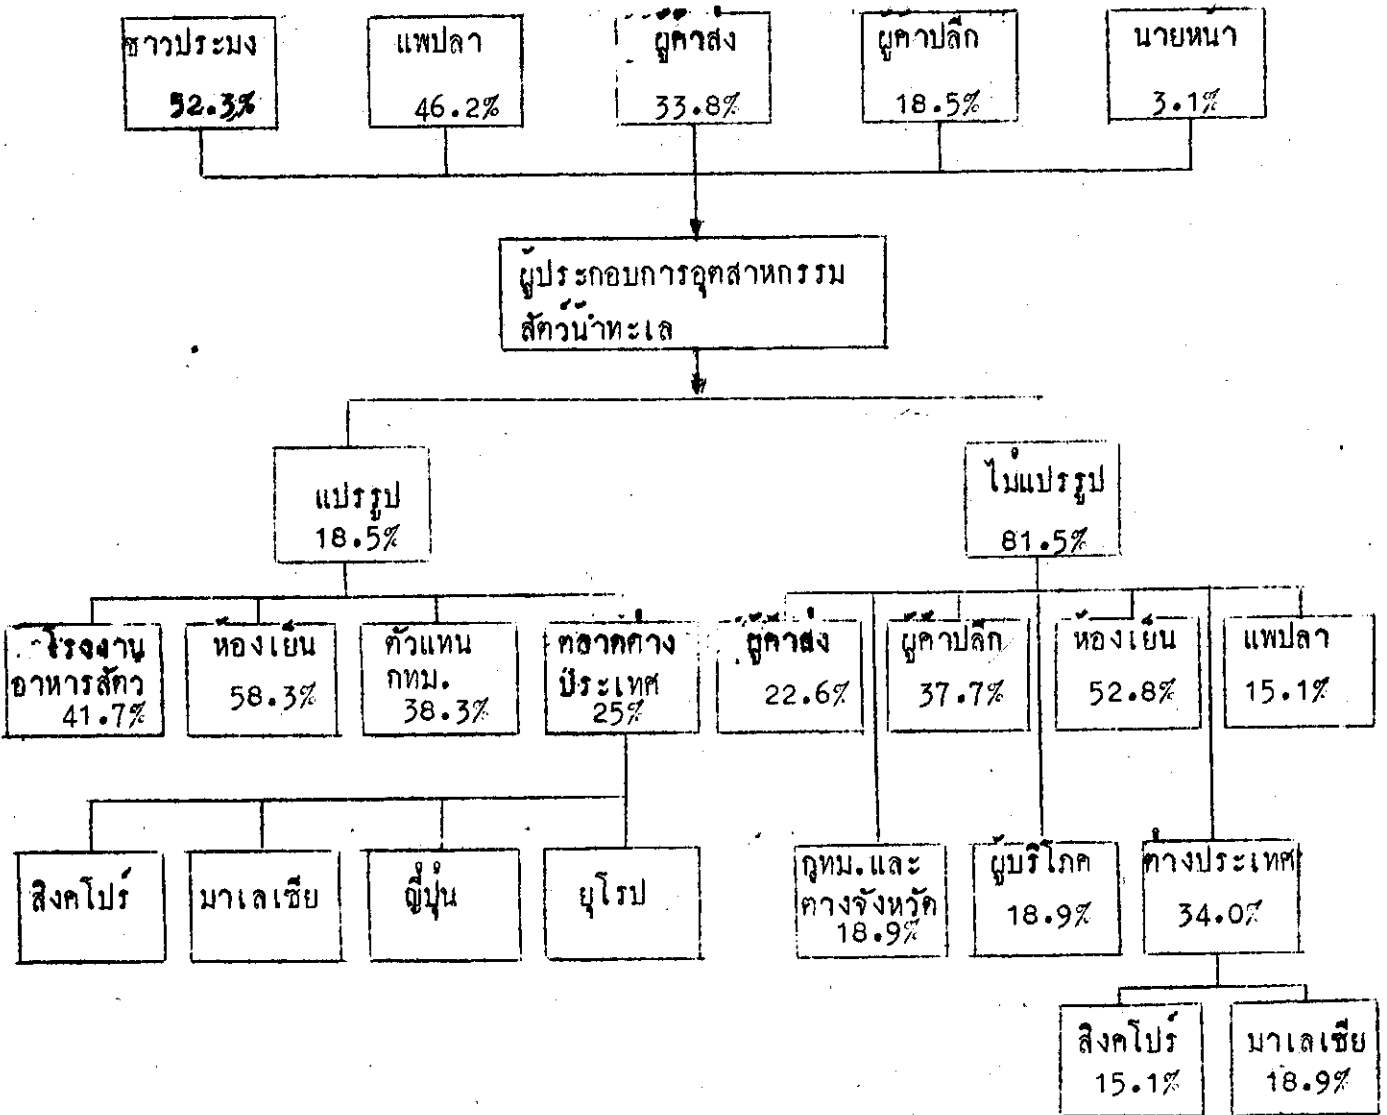 ชาวประมง
52.3%
แพปลา
46.2%
ผู้ค้าส่ง
33.8%
ผู้คาปลีก
18.5%
นายหนา
3.1%
ผู้ประกอบการอุตสาหกรรม
สัตว์น้ำทะเล
แปรรูป
18.5%
ไม่แปรรูป
81.5%
โรงงาน
อาหารสัตว
41.7%
ห้องเย็น
58.3%
ตัวแทน
กทม.
38.3%
ตลาดต่าง
ประเทศ
25%
ผู้ค้าส่ง
22.6%
ผู้ค้าปลีก
37.7%
ห้องเย็น
52.8%
แพปลา
15.1%
สิงคโปร์
มาเลเซีย
ญี่ปุ่น
ยุโรป
กทม.และ
ตางจังหวัด
18.9%
ผู้บริโภค
18.9%
ต่างประเทศ
34.0%
สิงคโปร์
15.1%
มาเลเซีย
18.9%